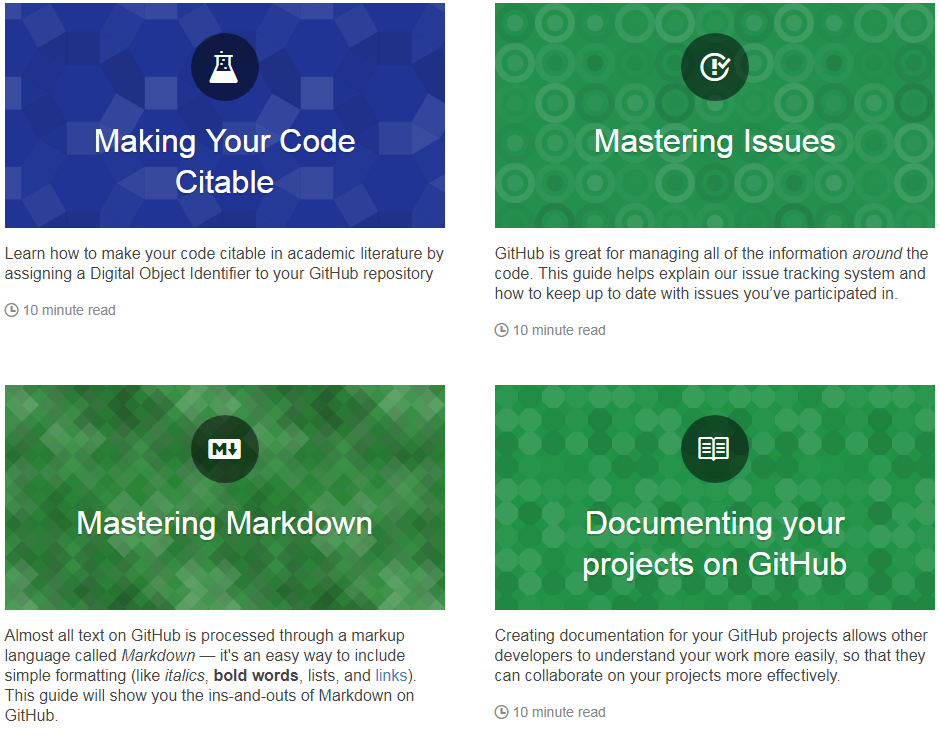 Making Your Code
Citable
Learn how to make your code citable in academic literature by
assigning a Digital Object Identifier to your GitHub repository
10 minute read
Mastering Issues
GitHub is great for managing all of the information around the
code. This guide helps explain our issue tracking system and
how to keep up to date with issues you’ve participated in.
10 minute read
M
Mastering Markdown
Almost all text on GitHub is processed through a markup
language called Markdown — it's an easy way to include
simple formatting (like italics, bold words, lists, and links).
This guide will show you the ins-and-outs of Markdown on
GitHub.
Documenting your
projects on GitHub
Creating documentation for your GitHub projects allows other
developers to understand your work more easily, so that they
can collaborate on your projects more effectively.
10 minute read